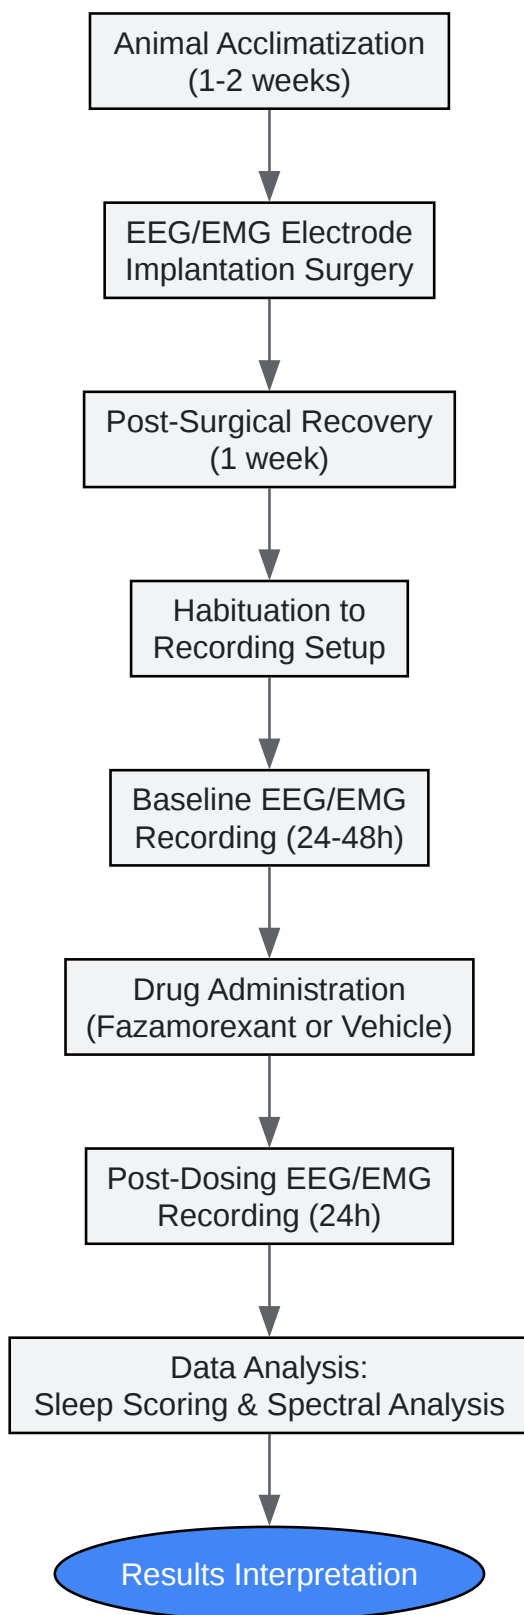 Animal Acclimatization
(1-2 weeks)
EEG/EMG Electrode
Implantation Surgery
Post-Surgical Recovery
(1 week)
Habituation to
Recording Setup
Baseline EEG/EMG
Recording (24-48h)
Drug Administration
(Fazamorexant or Vehicle)
Post-Dosing EEG/EMG
Recording (24h)
Data Analysis:
Sleep Scoring & Spectral Analysis
Results Interpretation